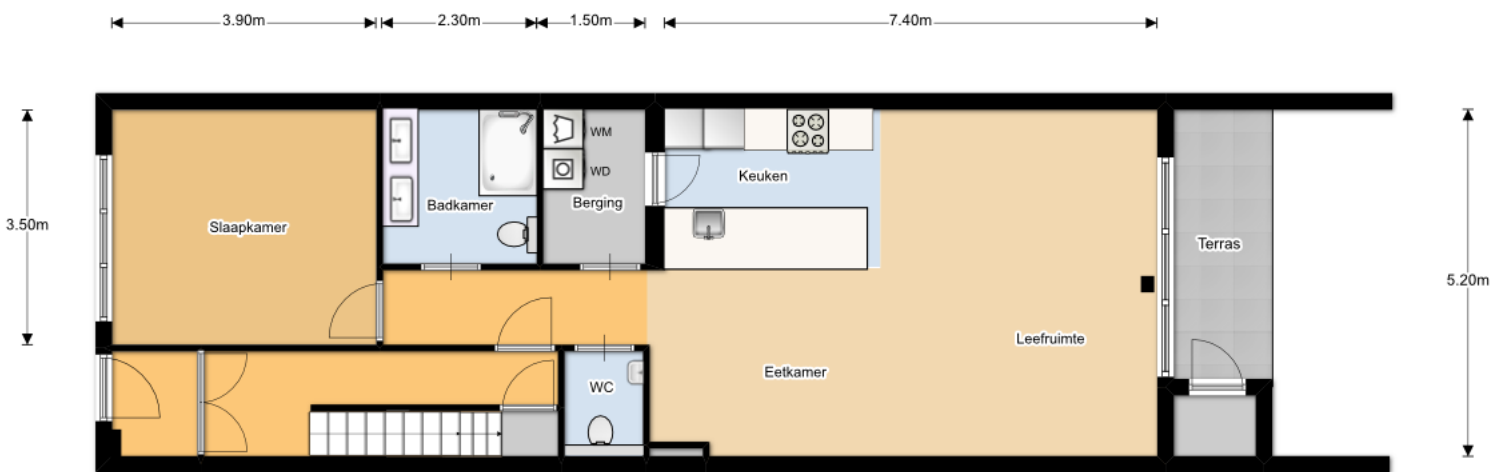 3.90m
2.30m
1.50m
7.40m
WM
WD
Keuken
Badkamer
Berging
Slaapkamer
3.50m
Terras
5.20m
Leefruimte
Eetkamer
WC